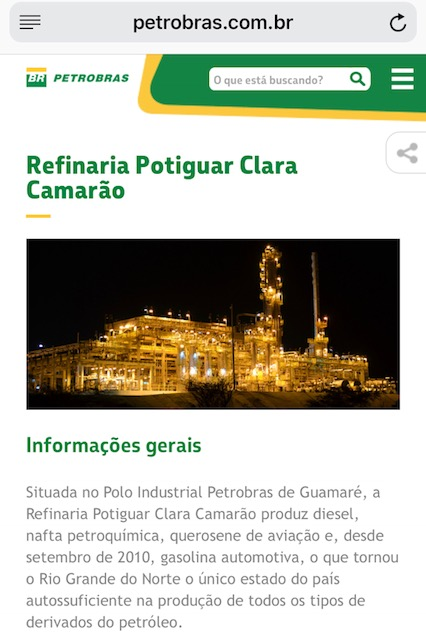 petrobras.com.br
BR PETROBRAS
O que está buscando?
Refinaria Potiguar Clara
Camarão
Informações gerais
Situada no Polo Industrial Petrobras de Guamaré, a
Refinaria Potiguar Clara Camarão produz diesel,
nafta petroquímica, querosene de aviação e, desde
setembro de 2010, gasolina automotiva, o que tornou
o Rio Grande do Norte o único estado do país
autossuficiente na produção de todos os tipos de
derivados do petróleo.